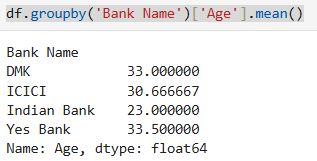 df.groupby('Bank Name')['Age'].mean()
Bank Name
DMK            33.000000
ICICI          30.666667
Indian Bank    23.000000
Yes Bank       33.500000
Name: Age, dtype: float64